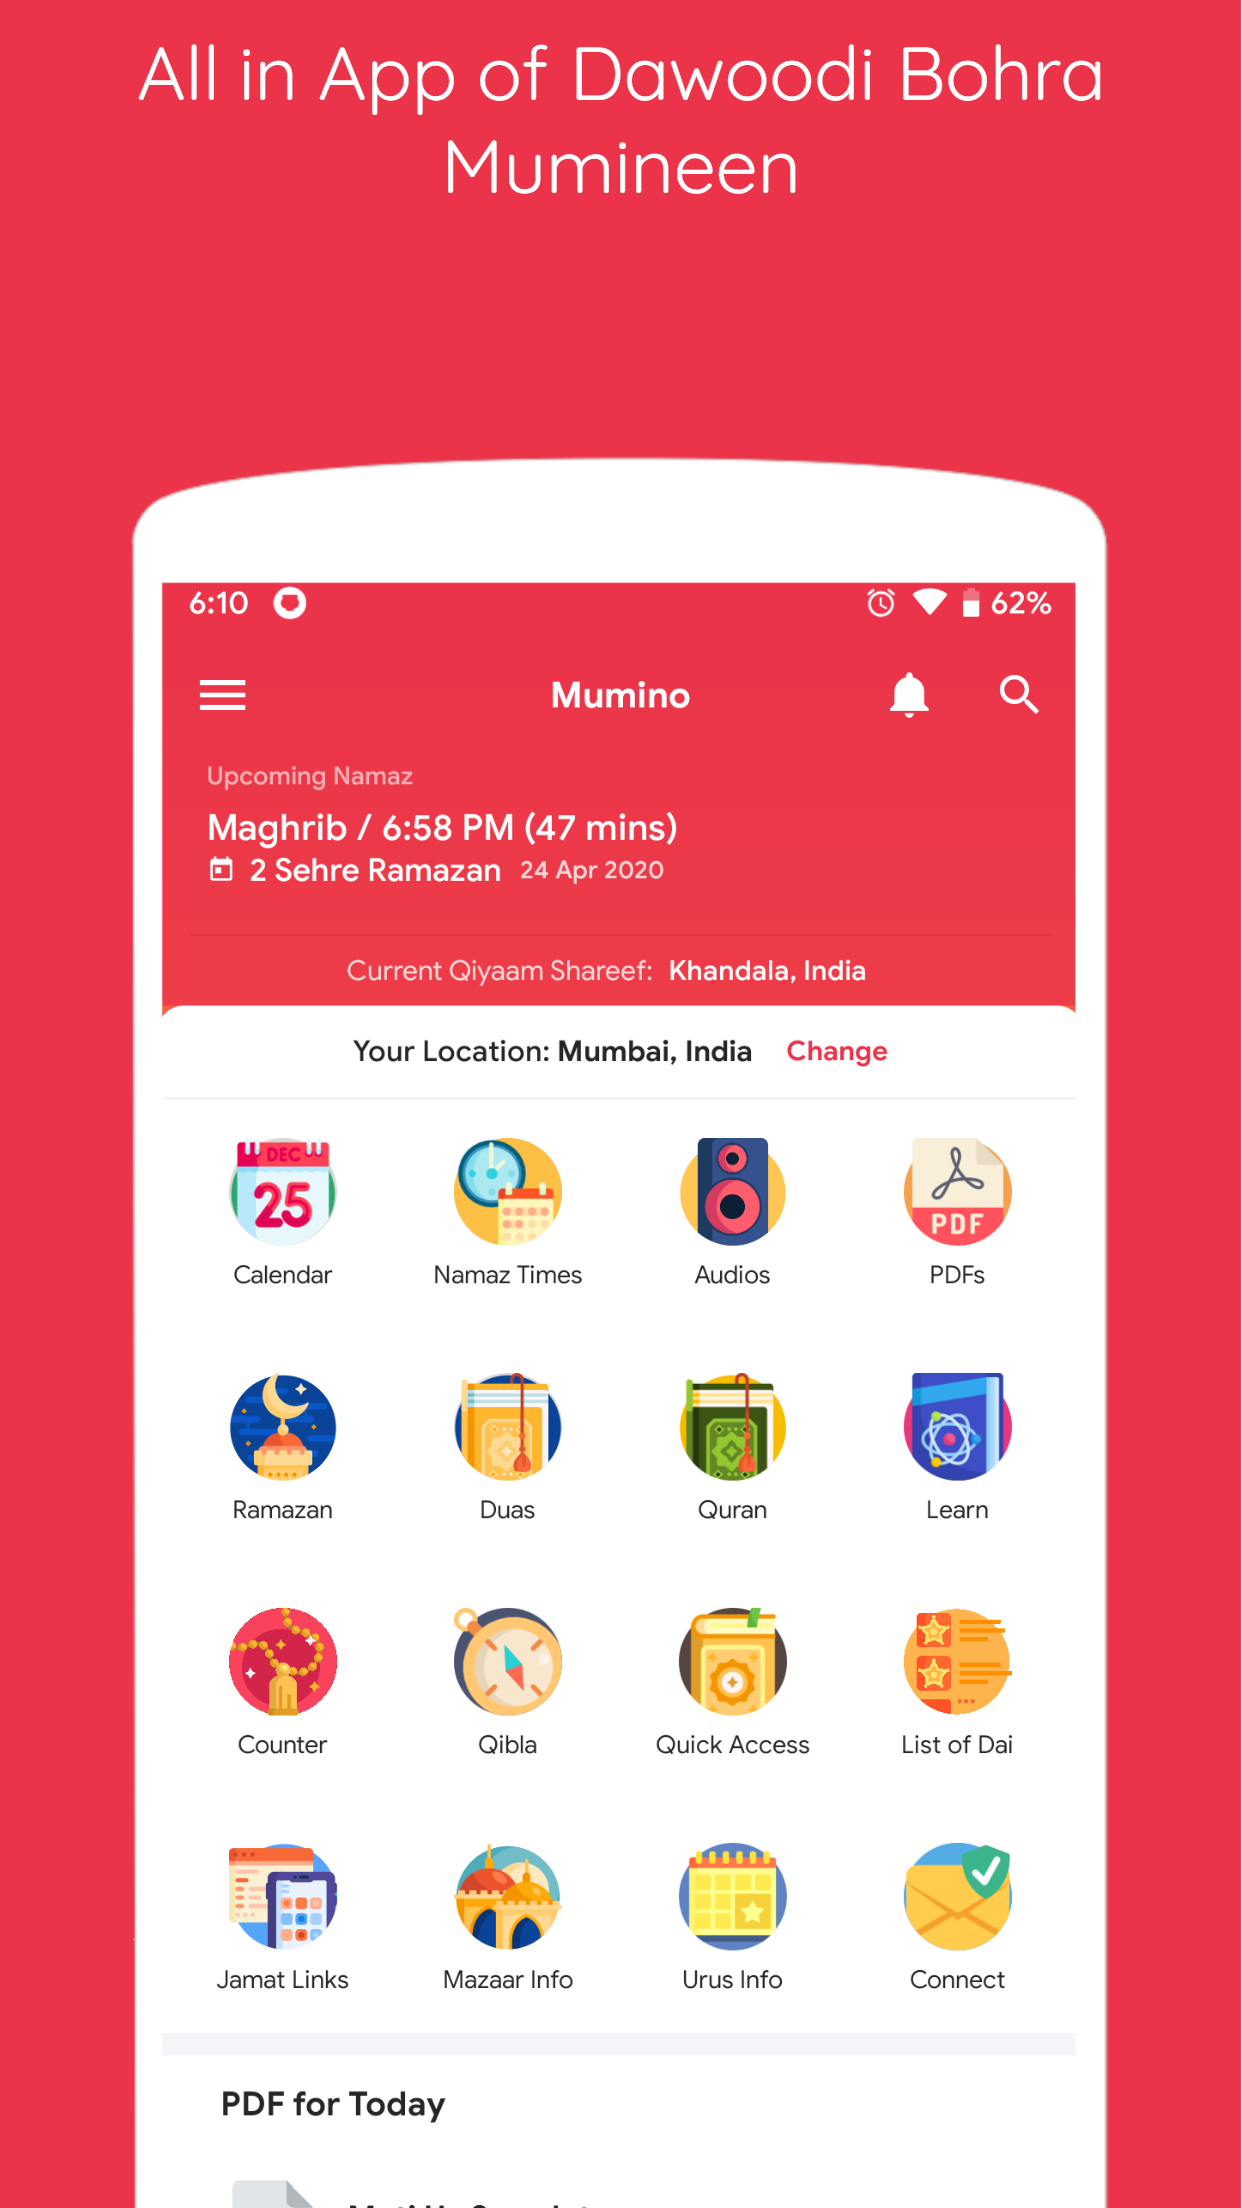 All in App of Dawoodi Bohra
Mumineen
6:10 62%
Mumino
Upcoming Namaz
Maghrib / 6:58 PM (47 mins)
2 Sehre Ramazan 24 Apr 2020
Current Qiyaam Shareef: Khandala, India
Your Location: Mumbai, India Change
DEC
25
PDF
Calendar Namaz Times Audios PDFs
Ramazan Duas Quran Learn
Counter Qibla Quick Access List of Dai
Jamat Links Mazaar Info Urus Info Connect
PDF for Today